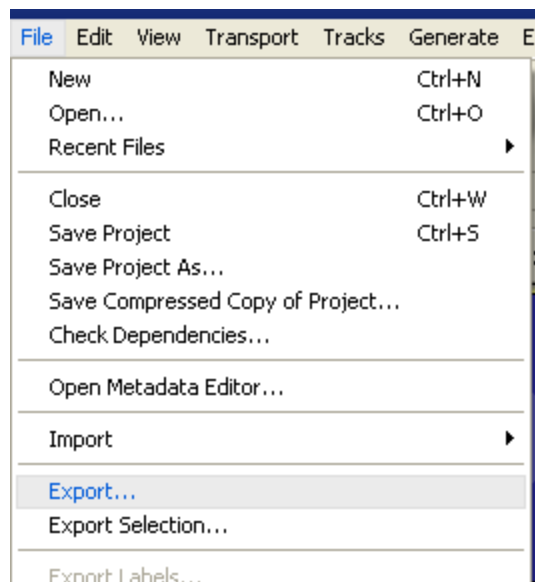 File Edit View Transport Tracks Generate E
New Ctrl+N
Open... Ctrl+O
Recent Files
Close Ctrl+W
Save Project Ctrl+S
Save Project As...
Save Compressed Copy of Project...
Check Dependencies...
Open Metadata Editor...
Import
Export...
Export Selection...
Export Labels...